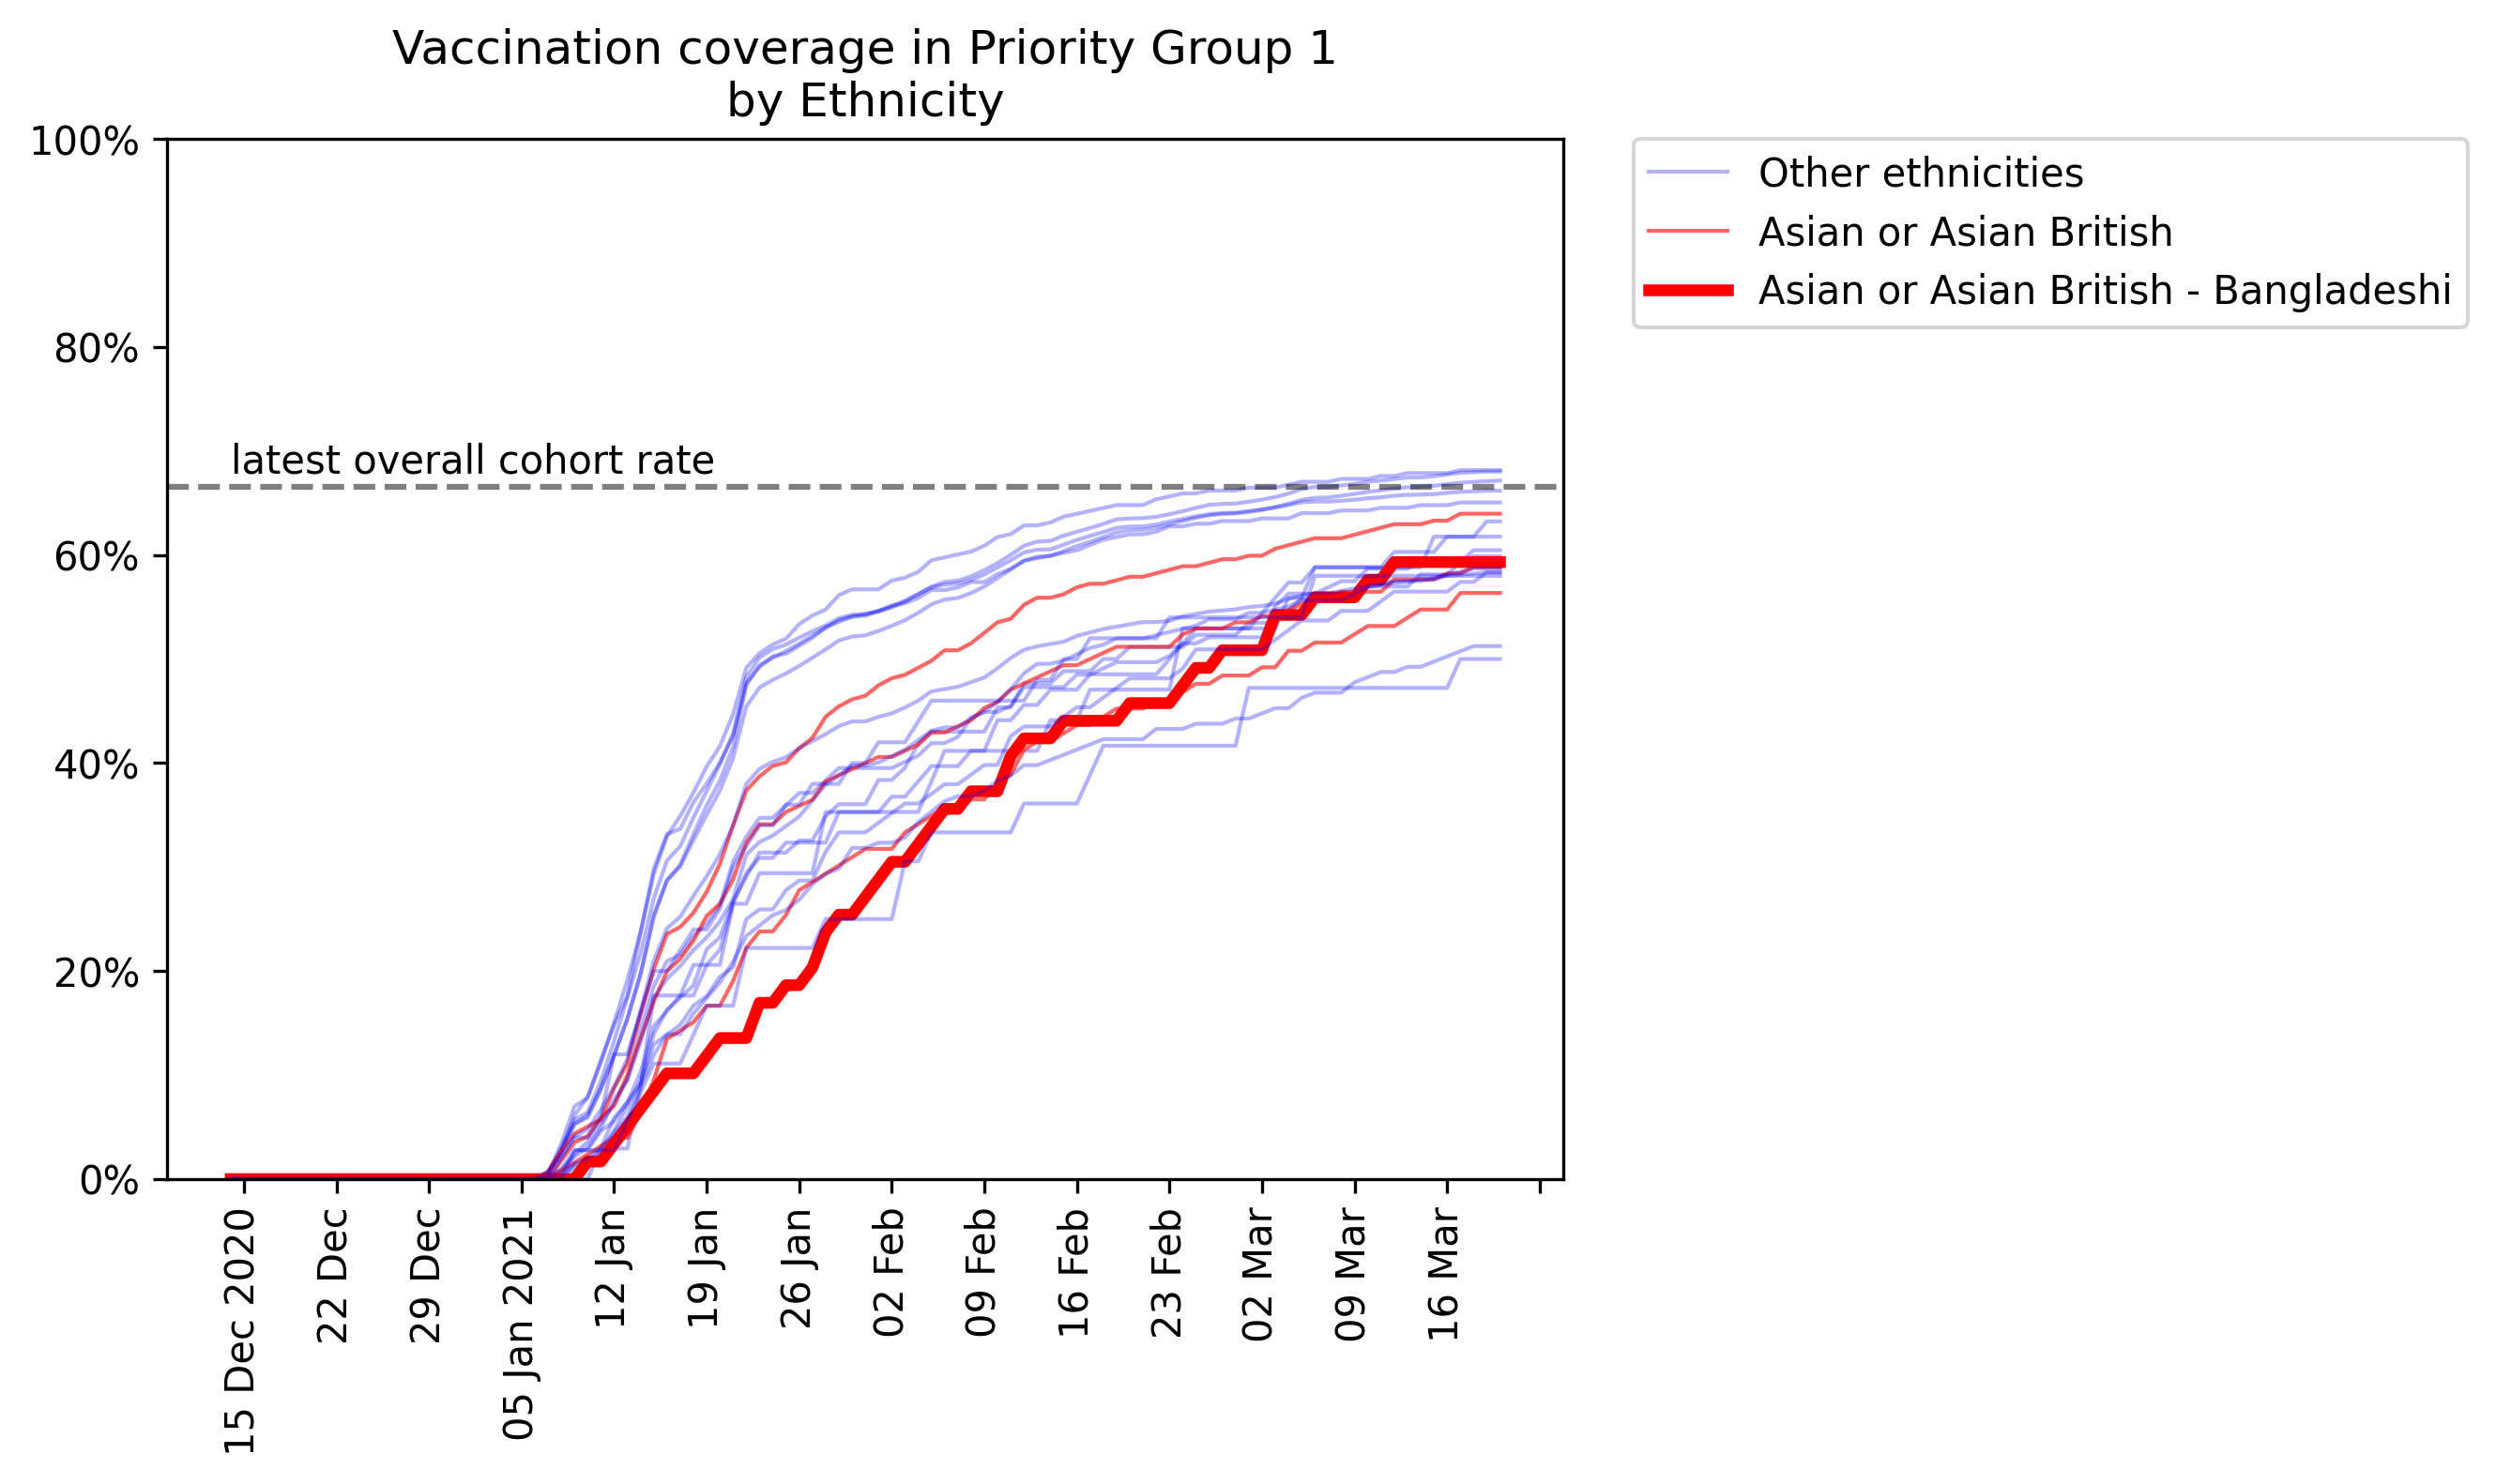 Vaccination coverage in Priority Group 1
by Ethnicity
100%
80%
60%
40%
20%
0%
latest overall cohort rate
15 Dec 2020
22 Dec
29 Dec
05 Jan 2021
12 Jan
19 Jan
26 Jan
02 Feb
09 Feb
16 Feb
23 Feb
02 Mar
09 Mar
16 Mar
Other ethnicities
Asian or Asian British
Asian or Asian British - Bangladeshi